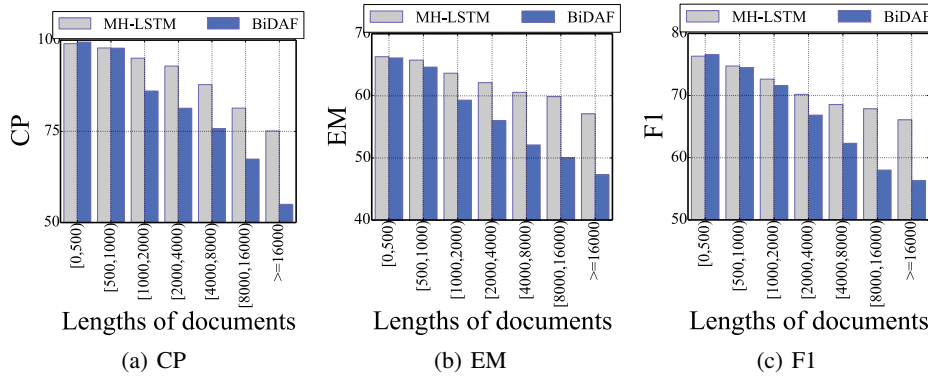 MH-LSTM BiDAF
100
75
50
CP
[0,500)
[500,1000)
[1000,2000)
[2000,4000)
[4000,8000)
[8000,16000)
>=16000
Lengths of documents
(a) CP
MH-LSTM BiDAF
70
60
50
40
EM
[0,500)
[500,1000)
[1000,2000)
[2000,4000)
[4000,8000)
[8000,16000)
>=16000
Lengths of documents
(b) EM
MH-LSTM BiDAF
80
70
60
50
F1
[0,500)
[500,1000)
[1000,2000)
[2000,4000)
[4000,8000)
[8000,16000)
>=16000
Lengths of documents
(c) F1